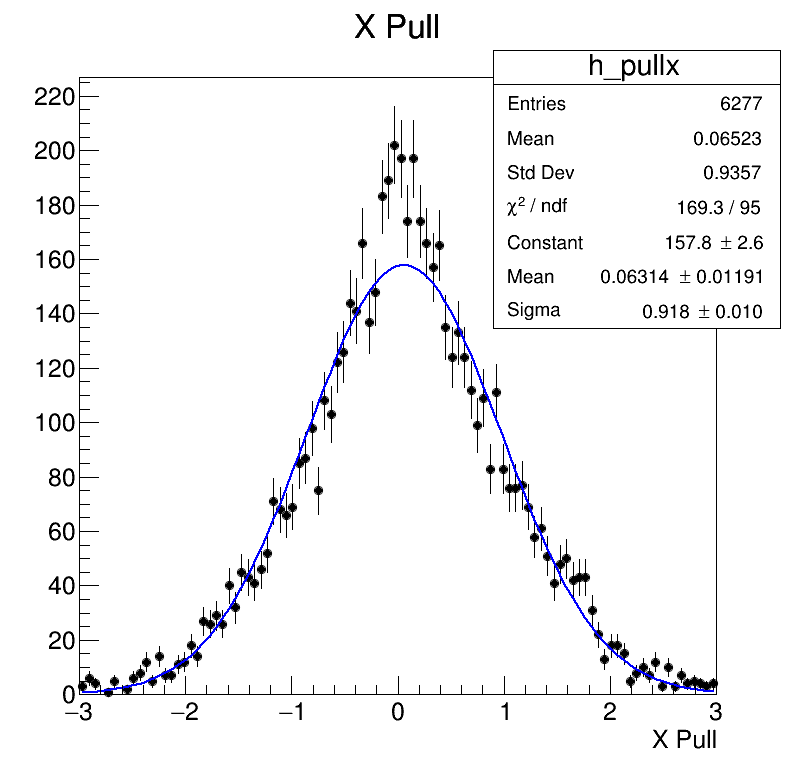 X Pull
h_pullx
Entries 6277
Mean 0.06523
Std Dev 0.9357
χ² / ndf 169.3 / 95
Constant 157.8 ± 2.6
Mean 0.06314 ± 0.01191
Sigma 0.918 ± 0.010
220
200
180
160
140
120
100
80
60
40
20
0
−3 −2 −1 0 1 2 3
X Pull